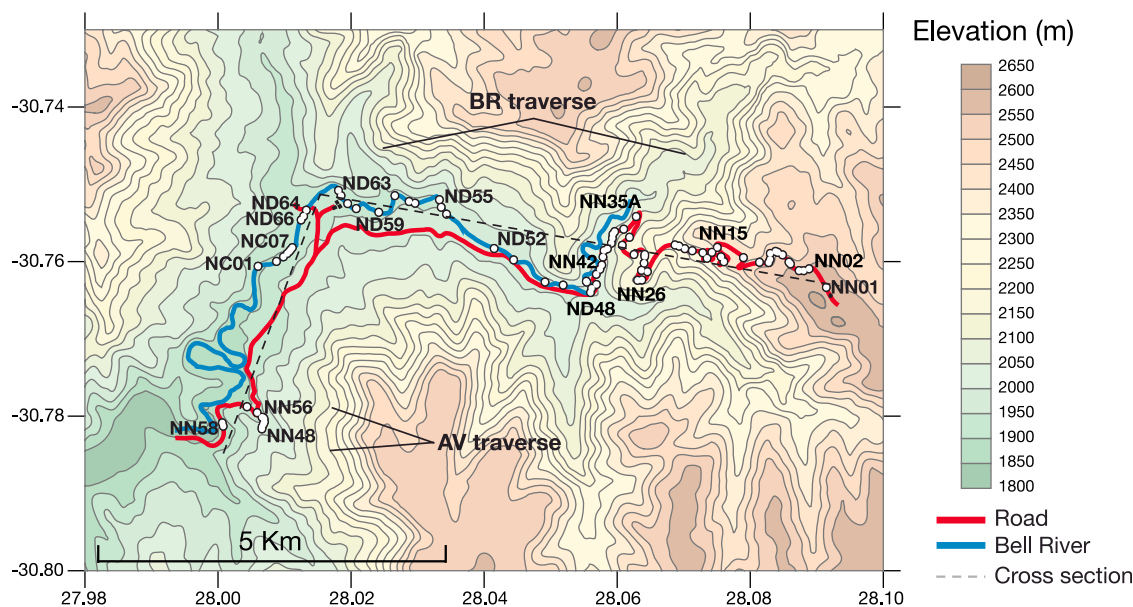 Elevation (m)
2650
2600
2550
2500
2450
2400
2350
2300
2250
2200
2150
2100
2050
2000
1950
1900
1850
1800
Road
Bell River
Cross section
-30.74
-30.76
-30.78
-30.80
27.98
28.00
28.02
28.04
28.06
28.08
28.10
BR traverse
ND63
ND64
ND66
ND59
ND55
NC07
NC01
ND52
NN35A
NN42
ND48
NN26
NN15
NN02
NN01
NN56
NN58
NN48
AV traverse
5 Km